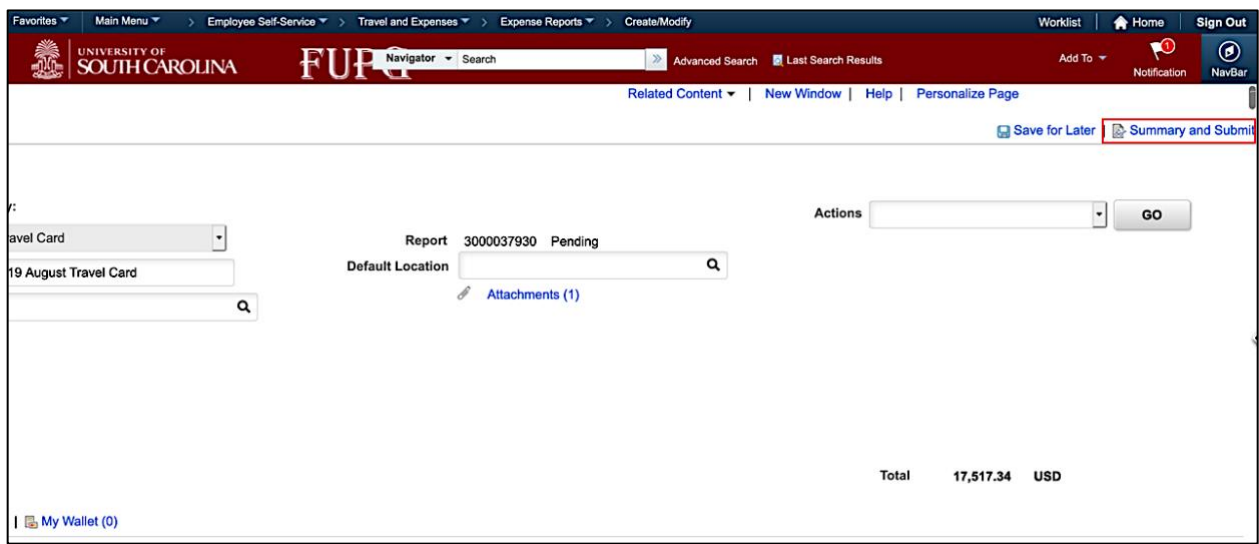 Favorites Main Menu > Employee Self-Service > Travel and Expenses > Expense Reports > Create/Modify Worklist Home Sign Out
UNIVERSITY OF
SOUTH CAROLINA
Navigator Search » Advanced Search Last Search Results Add To 1
Notification NavBar
Related Content | New Window | Help | Personalize Page
Save for Later | Summary and Submit
y:
Actions GO
avel Card
Report 3000037930 Pending
19 August Travel Card
Default Location
Attachments (1)
Total 17,517.34 USD
| My Wallet (0)